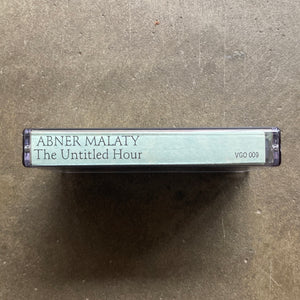 ABNER MALATY
The Untitled Hour
VGO 009